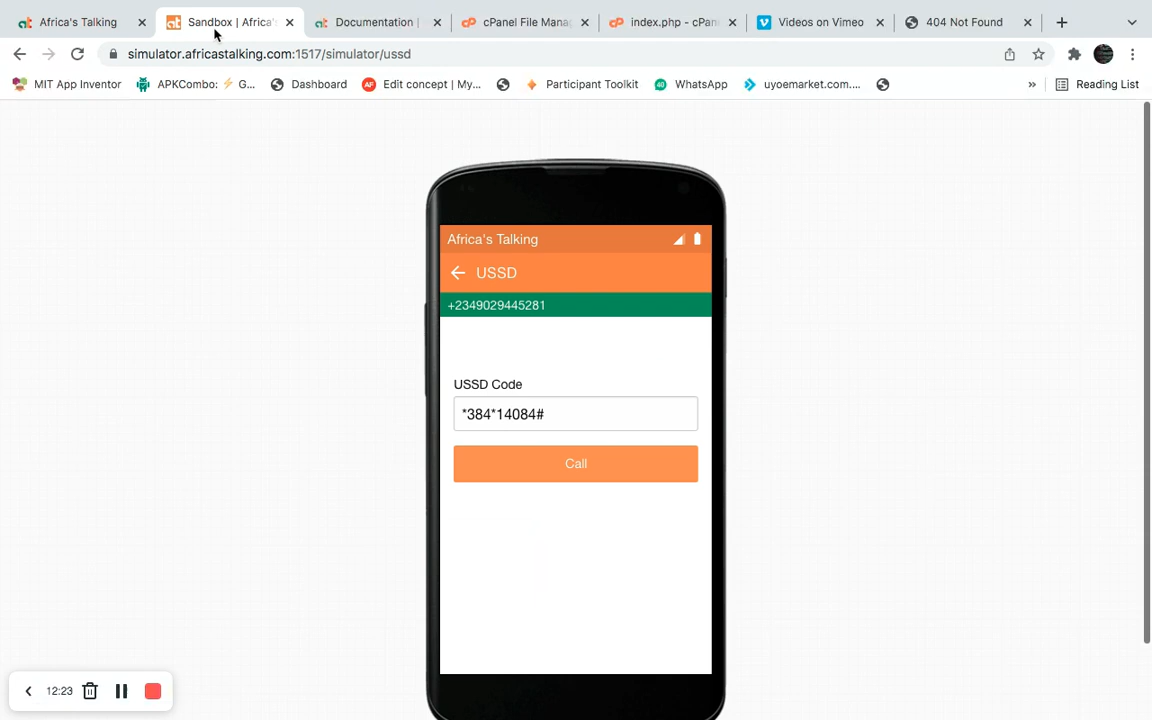 Africa's Talking
Sandbox | Africa'
Documentation |
cPanel File Mana
index.php - cPan
Videos on Vimeo
404 Not Found
simulator.africastalking.com:1517/simulator/ussd
MIT App Inventor
APKCombo: ⚡ G...
Dashboard
AF
Edit concept | My...
Participant Toolkit
40
WhatsApp
uyoemarket.com....
»
Reading List
Africa's Talking
USSD
+2349029445281
USSD Code
*384*14084#
Call
12:23